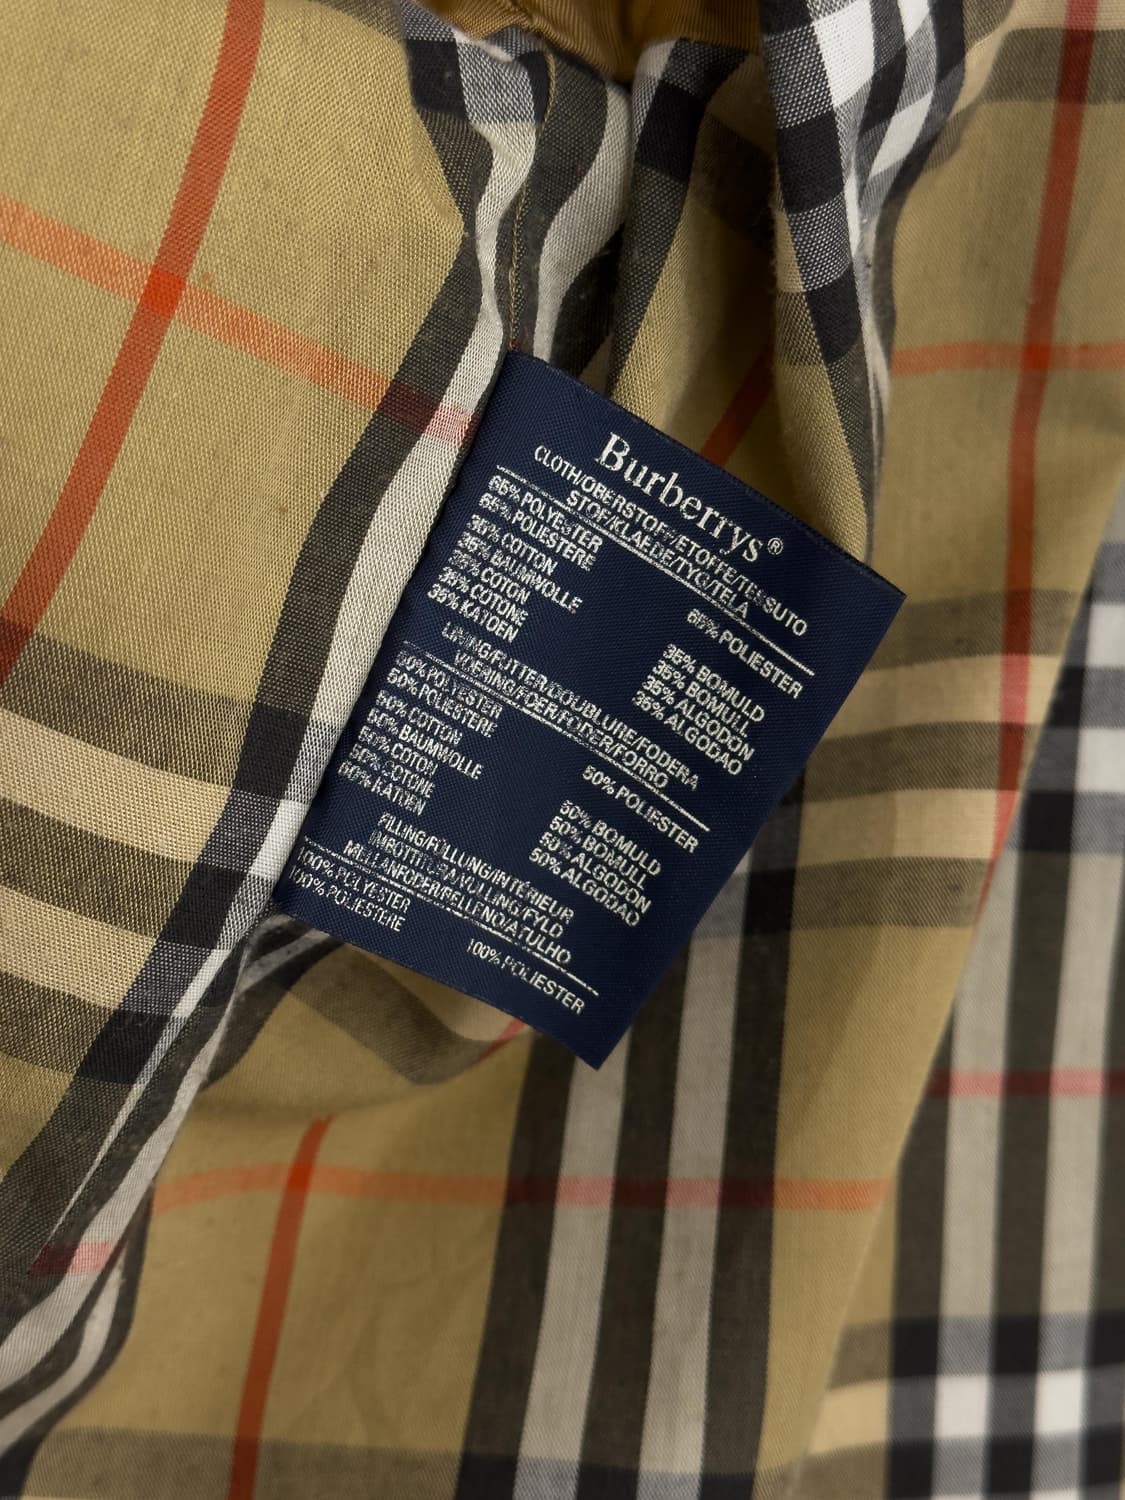 Burberrys®
CLOTH/OBERSTOFF/ETOFFE/TESSUTO
STOF/KLAEDE/TYG/TELA
65% POLYESTER
65% POLIESTERE
65% POLIESTER
35% COTTON
35% BAUMWOLLE
35% COTON
35% COTONE
35% KATOEN
35% BOMULD
35% BOMULL
35% ALGODON
35% ALGODAO
LINING/FUTTER/DOUBLURE/FODERA
VOERING/FOER/FODER/FORRO
50% POLYESTER
50% POLIESTERE
50% POLIESTER
50% COTTON
50% BAUMWOLLE
50% COTON
50% COTONE
50% KATOEN
50% BOMULD
50% BOMULL
50% ALGODON
50% ALGODAO
FILLING/FÜLLUNG/INTÉRIEUR
IMBOTTITURA/VULLING/FYLD
MELLANFODER/RELLENO/ATULHO
100% POLYESTER
100% POLIESTERE
100% POLIESTER